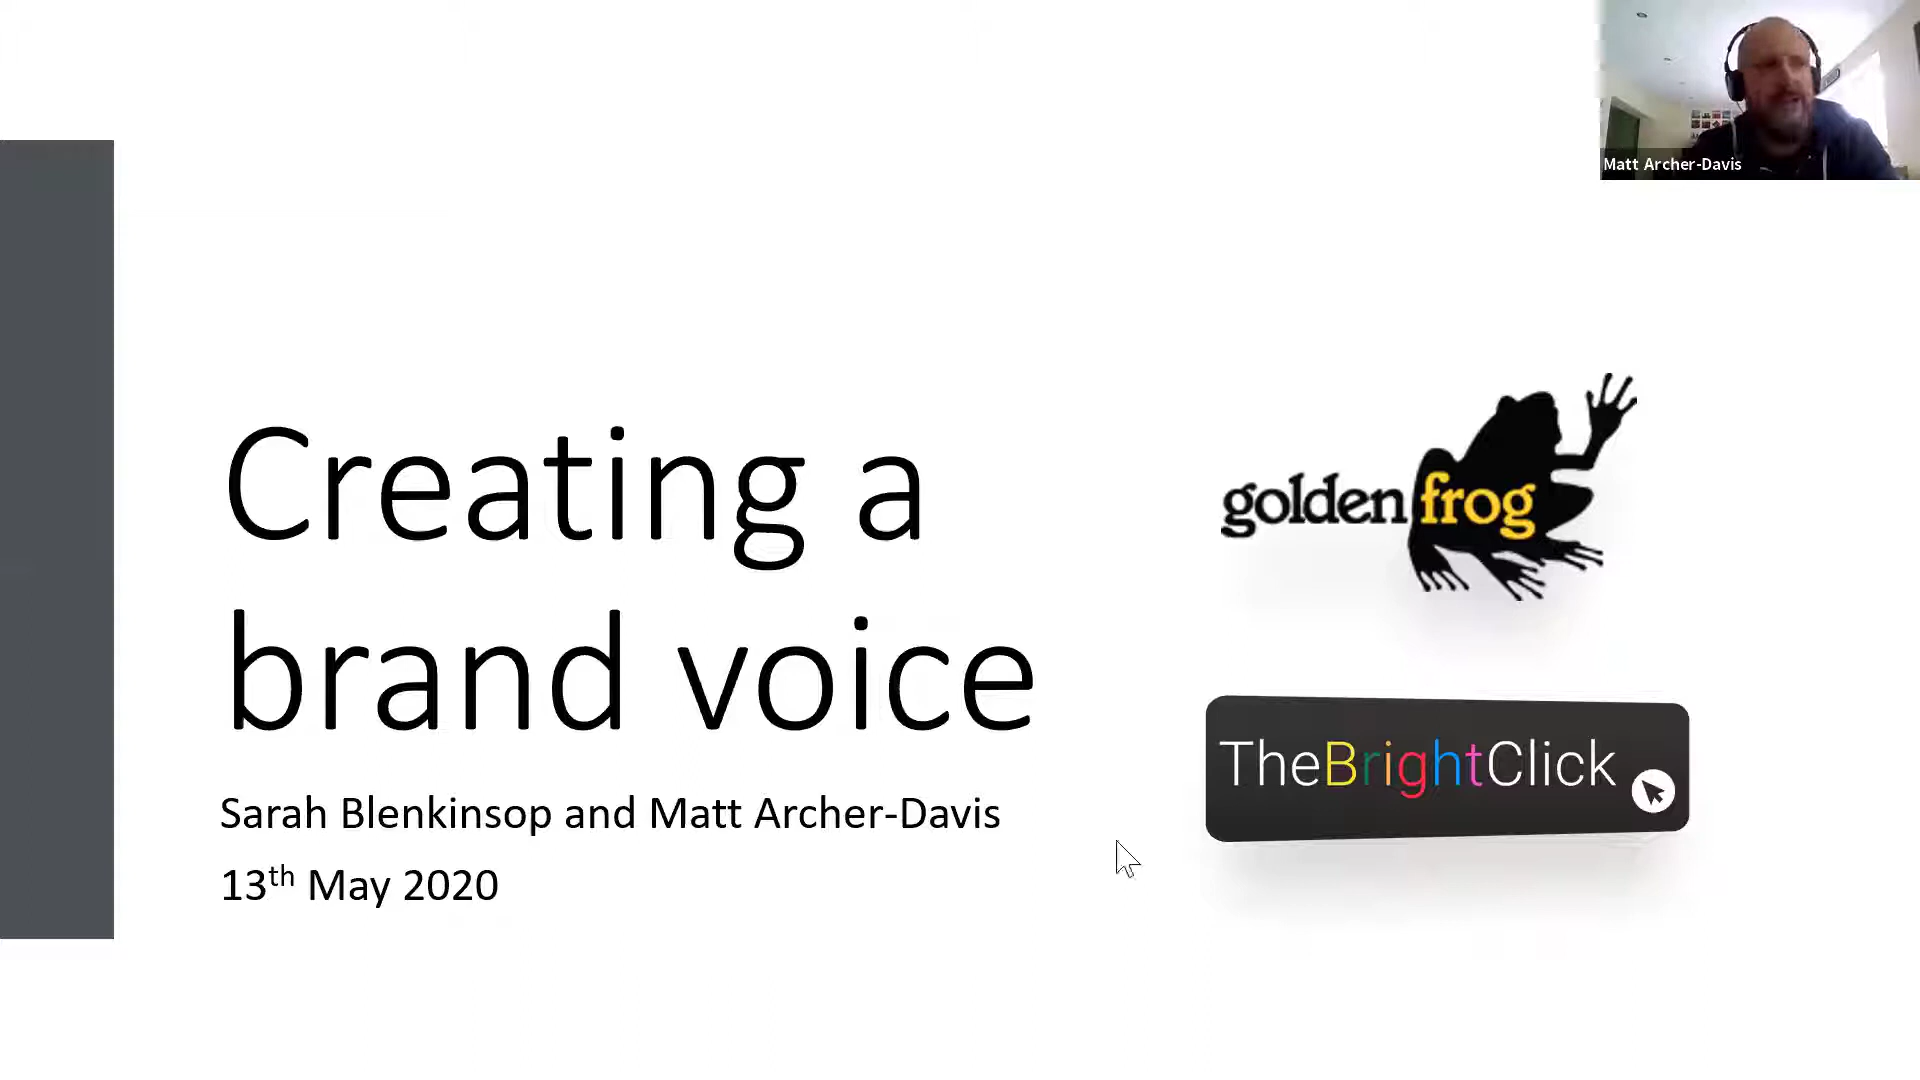 Matt Archer-Davis
Creating a
brand voice
Sarah Blenkinsop and Matt Archer-Davis
13th May 2020
goldenfrog
TheBrightClick